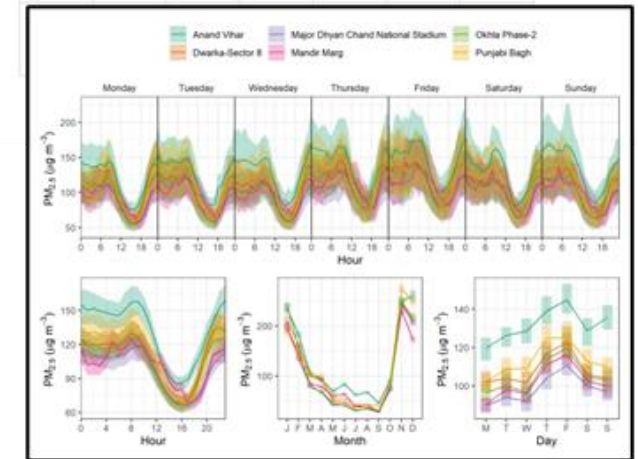 Anand Vihar Major Dhyan Chand National Stadium Okhla Phase-2
Dwarka-Sector 8 Mandir Marg Punjabi Bagh
Monday Tuesday Wednesday Thursday Friday Saturday Sunday
PM2.5 (µg m⁻³)
200
150
100
50
0 6 12 18 0 6 12 18 0 6 12 18 0 6 12 18 0 6 12 18 0 6 12 18 0 6 12 18
Hour
PM2.5 (µg m⁻³)
150
120
90
60
0 6 12 20
Hour
PM2.5 (µg m⁻³)
200
100
J F M A M J J A S O N D
Month
PM2.5 (µg m⁻³)
140
120
100
M T W T F S S
Day